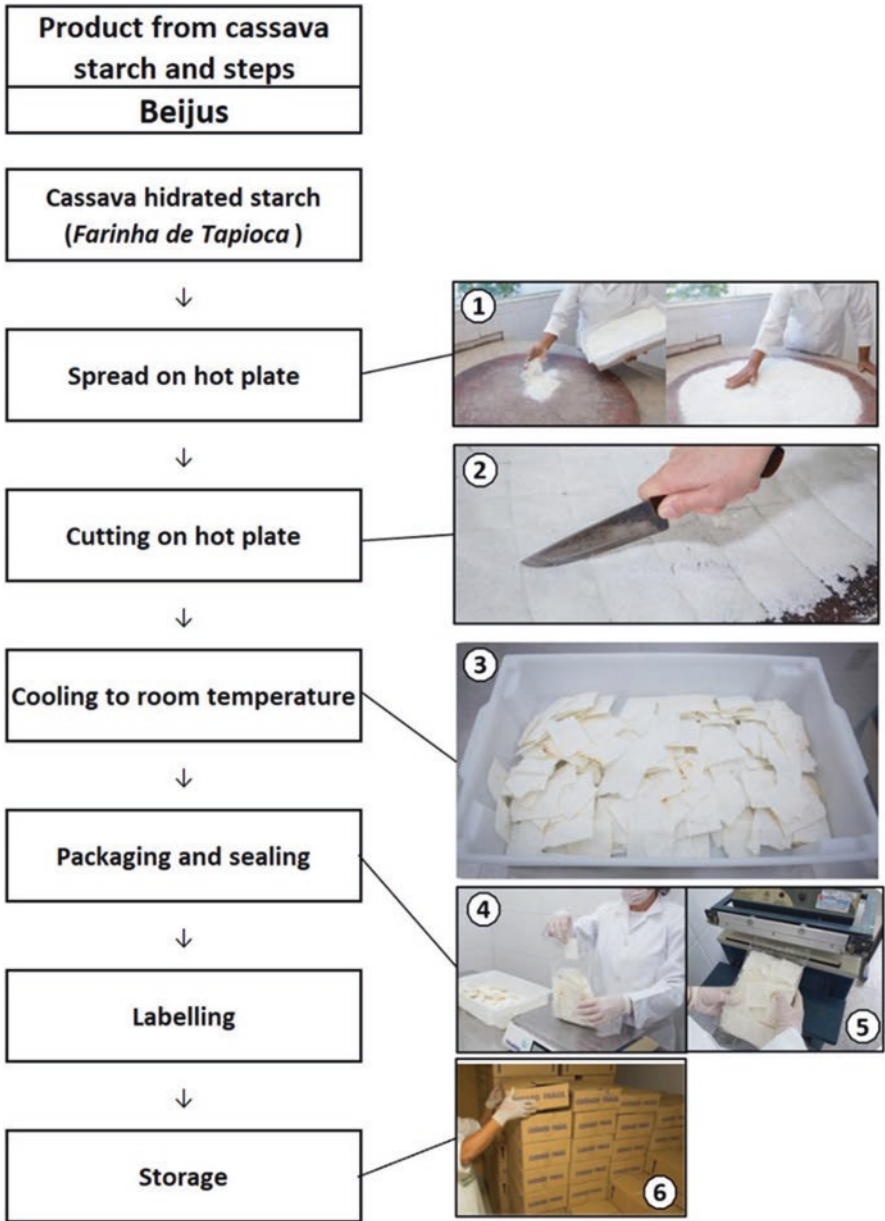 Product from cassava
starch and steps
Beijus
Cassava hidrated starch
(Farinha de Tapioca)
↓
Spread on hot plate
1
↓
Cutting on hot plate
2
↓
Cooling to room temperature
3
↓
Packaging and sealing
4
5
↓
Labelling
↓
Storage
6